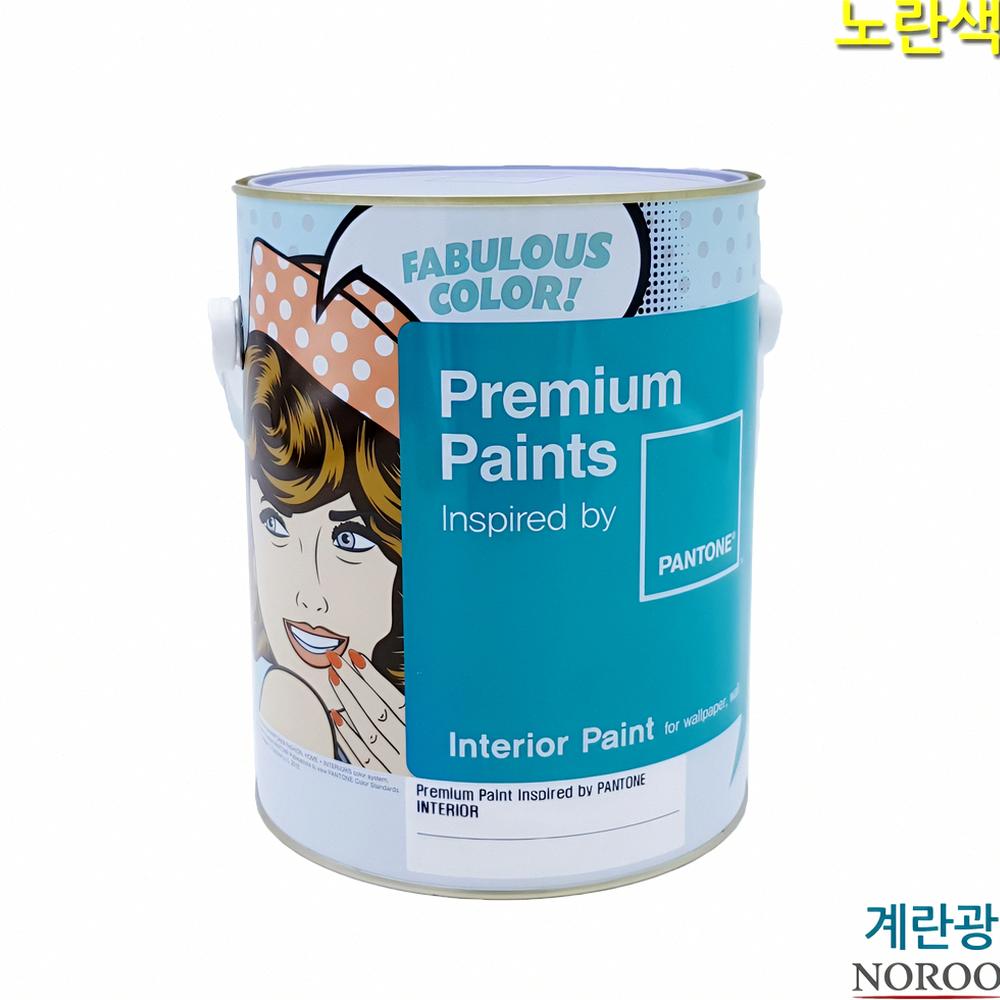 노란색
FABULOUS
COLOR!
Premium
Paints
Inspired by
PANTONE®
Interior Paint for wallpaper,
Premium Paint Inspired by PANTONE
INTERIOR
계란광
NOROO